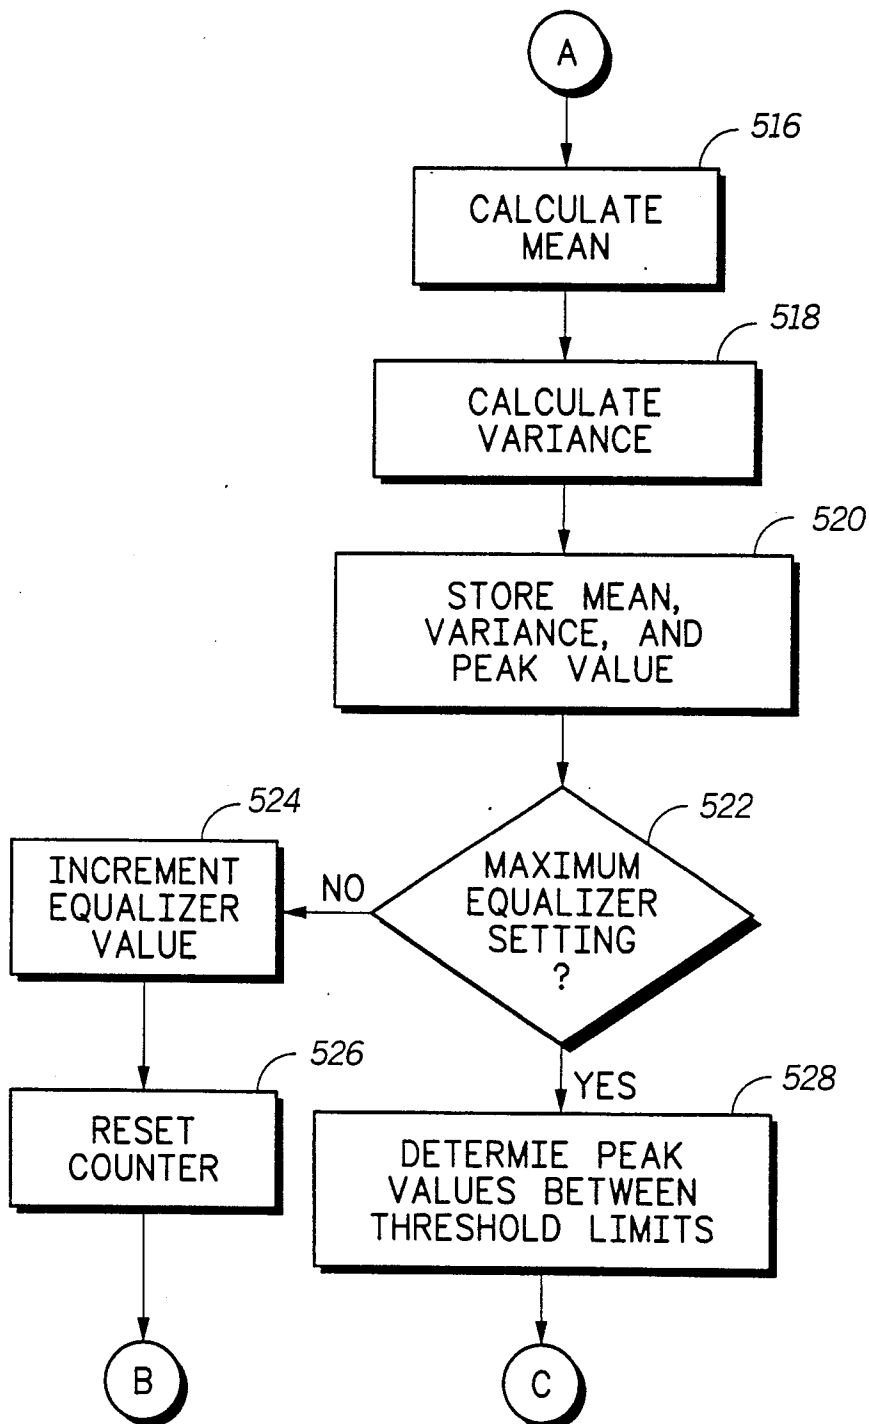 A
516
CALCULATE
MEAN
518
CALCULATE
VARIANCE
520
STORE MEAN,
VARIANCE, AND
PEAK VALUE
522
MAXIMUM
EQUALIZER
SETTING
?
NO
524
INCREMENT
EQUALIZER
VALUE
526
RESET
COUNTER
B
YES
528
DETERMIE PEAK
VALUES BETWEEN
THRESHOLD LIMITS
C